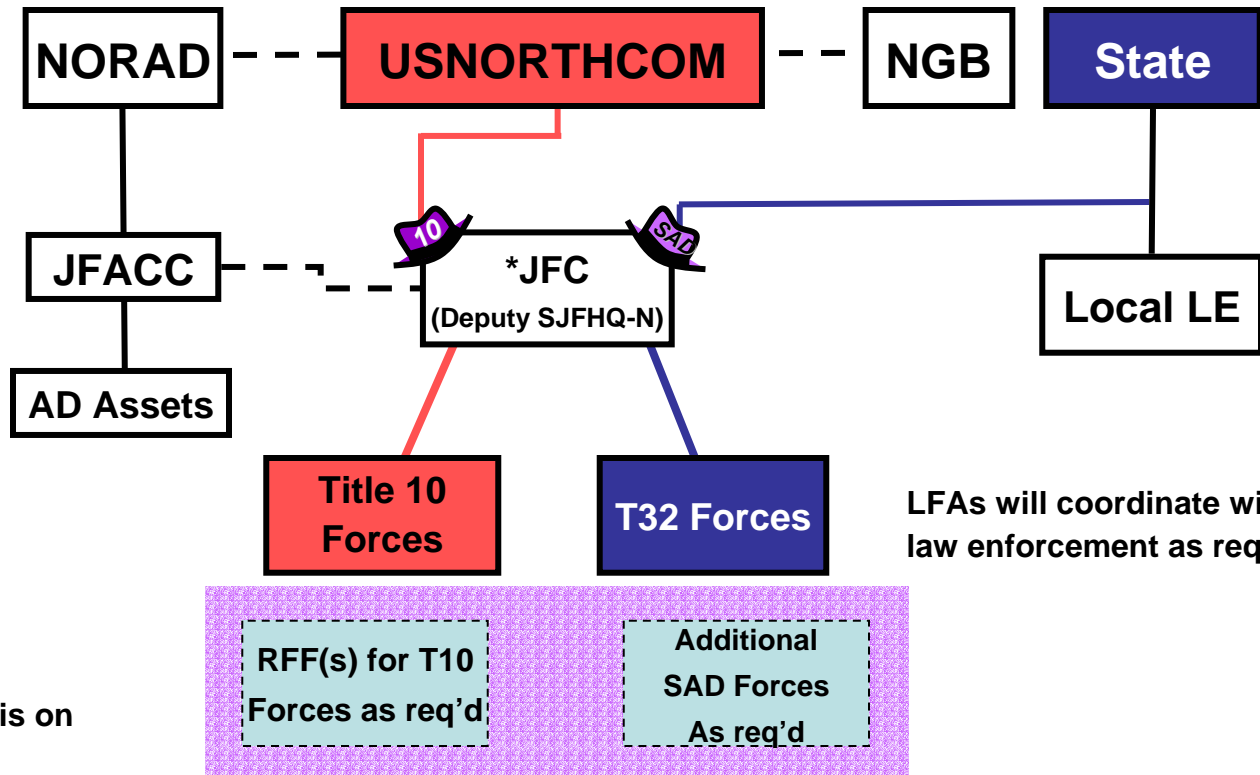 NORAD
USNORTHCOM
NGB
State
10
SAD
*JFC
(Deputy SJFHQ-N)
JFACC
Local LE
AD Assets
Title 10
Forces
T32 Forces
LFAs will coordinate wi
law enforcement as req
RFF(s) for T10
Forces as req’d
Additional
SAD Forces
As req’d
is on